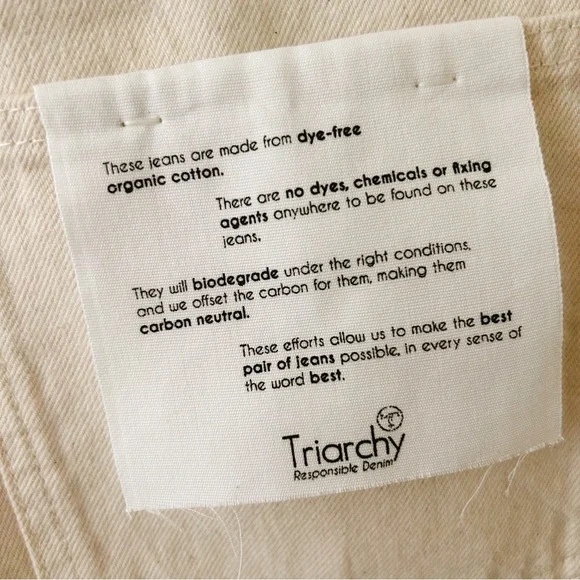 These jeans are made from dye-free
organic cotton.
There are no dyes, chemicals or fixing
agents anywhere to be found on these
jeans.
They will biodegrade under the right conditions,
and we offset the carbon for them, making them
carbon neutral.
These efforts allow us to make the best
pair of jeans possible, in every sense of
the word best.
Triarchy
Responsible Denim